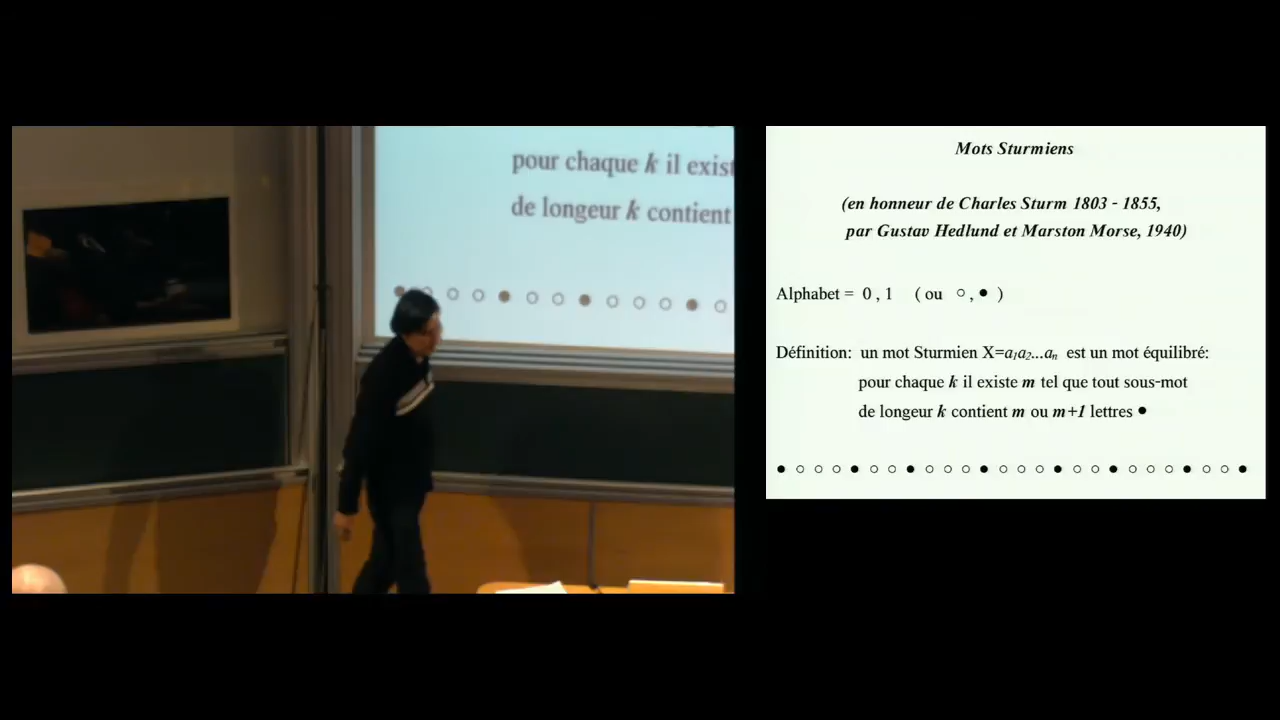 pour chaque k il exist
de longeur k contient
Mots Sturmiens
(en honneur de Charles Sturm 1803 - 1855,
par Gustav Hedlund et Marston Morse, 1940)
Alphabet = 0 , 1 ( ou ○ , ● )
Définition: un mot Sturmien X=a₁a₂...aₙ est un mot équilibré:
pour chaque k il existe m tel que tout sous-mot
de longeur k contient m ou m+1 lettres ●